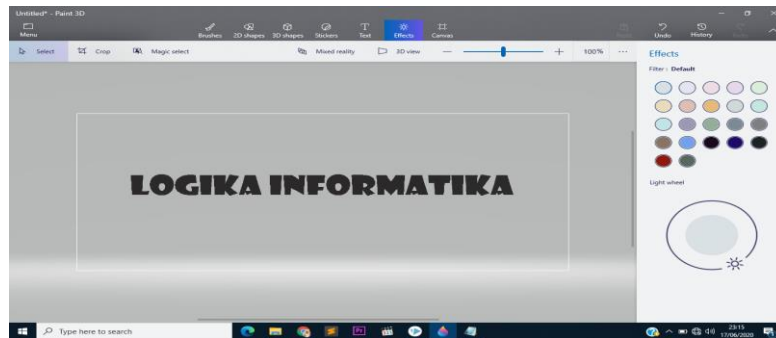 Untitled* - Paint 3D
Menu
Brushes 2D shapes 3D shapes Stickers Text Effects Canvas
Undo History
Select Crop Magic select Mixed reality 3D view 100%
Effects
Filter: Default
LOGIKA INFORMATIKA
Light wheel
Type here to search
23:15
17/06/2020